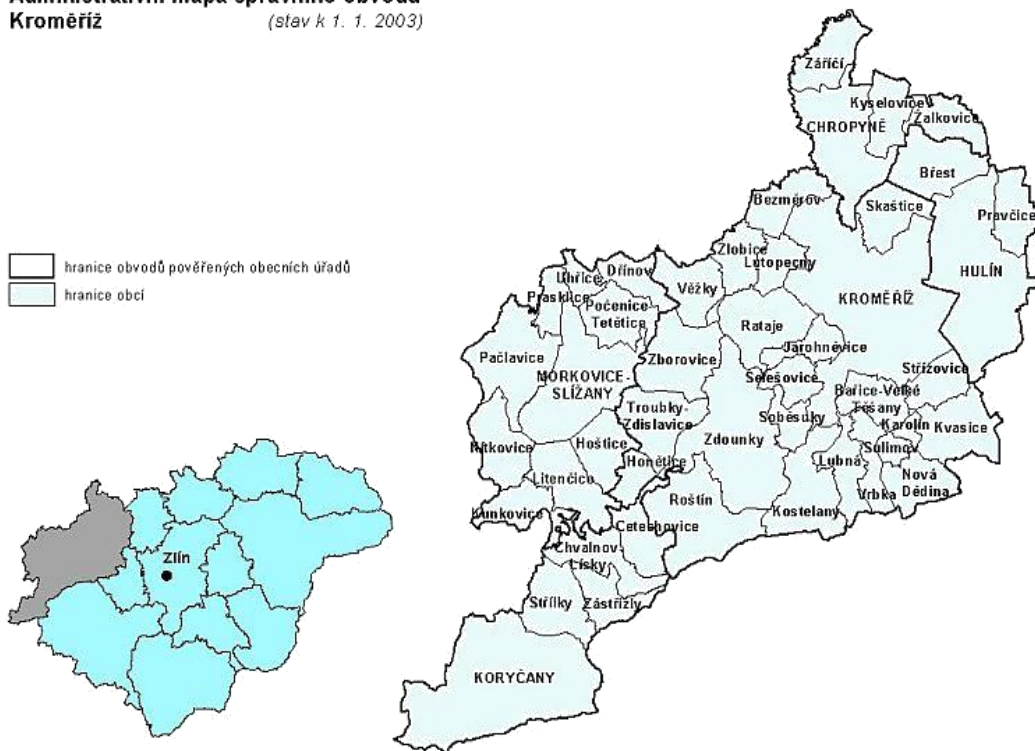 Administrativní mapa správního obvodu
Kroměříž (stav k 1. 1. 2003)
Záříčí
Kyselovice
CHROPYNĚ
Žalkovice
Břest
Bezměrov
Skaštice
Pravčice
Zlobice
Lutopecny
HULÍN
Uhřice
Dřínov
Věžky
KROMĚŘÍŽ
Prasklice
Počenice-
Tetětice
Rataje
Pačlavice
Zborovice
Jarohněvice
MORKOVICE-
SLÍŽANY
Šelešovice
Střížovice
Bařice-Velké
Těšany
Troubky-
Zdislavice
Soběsuky
Karolín
Kvasice
Zdounky
Nítkovice
Hoštice
Sulimov
Honětice
Lubná
Litenčice
Nová
Dědina
Vrbka
Roštín
Kunkovice
Kostelany
Cetechovice
Chvalnov-
Lísky
Střílky
Zástřizly
KORYČANY
hranice obvodů pověřených obecních úřadů
hranice obcí
Zlín